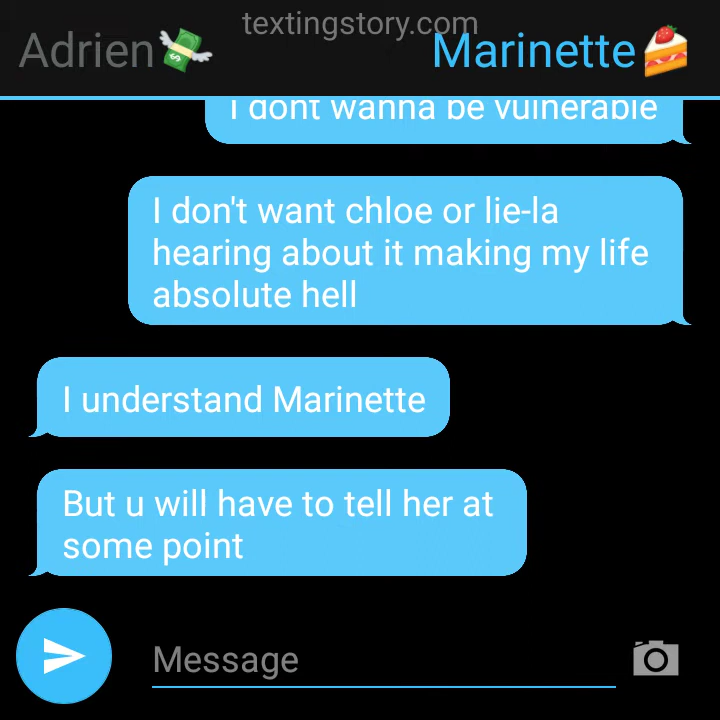 textingstory.com
Adrien💸 Marinette🍰
I dont wanna be vulnerable
I don't want chloe or lie-la
hearing about it making my life
absolute hell
I understand Marinette
But u will have to tell her at
some point
Message